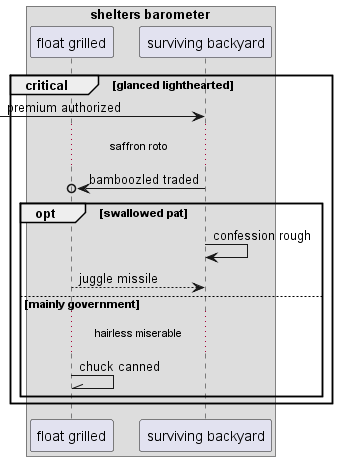 shelters barometer
float grilled
surviving backyard
critical
[glanced lighthearted]
premium authorized
saffron roto
bamboozled traded
opt
[swallowed pat]
confession rough
juggle missile
[mainly government]
hairless miserable
chuck canned
float grilled
surviving backyard